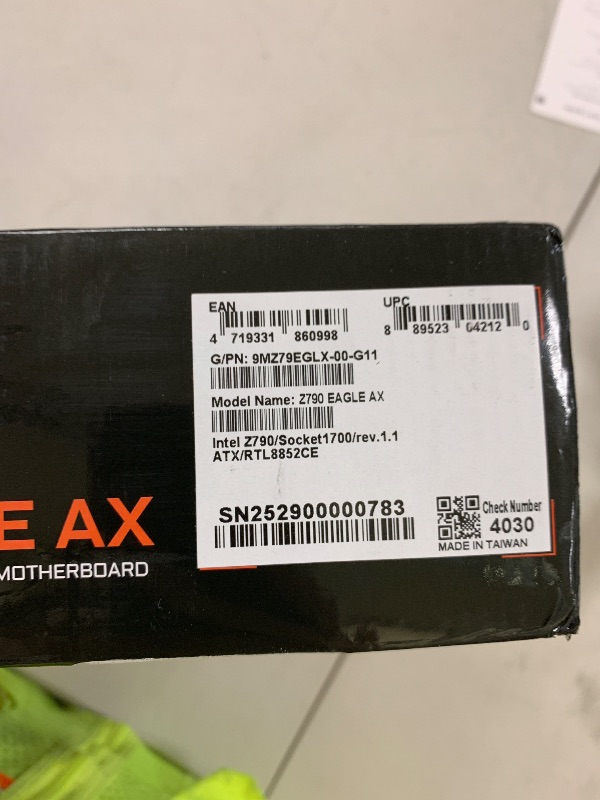 EAN
4 719331 860998
UPC
8 89523 04212 0
G/PN: 9MZ79EGLX-00-G11
Model Name: Z790 EAGLE AX
Intel Z790/Socket1700/rev.1.1
ATX/RTL8852CE
SN252900000783
Check Number
4030
MADE IN TAIWAN
E AX
MOTHERBOARD